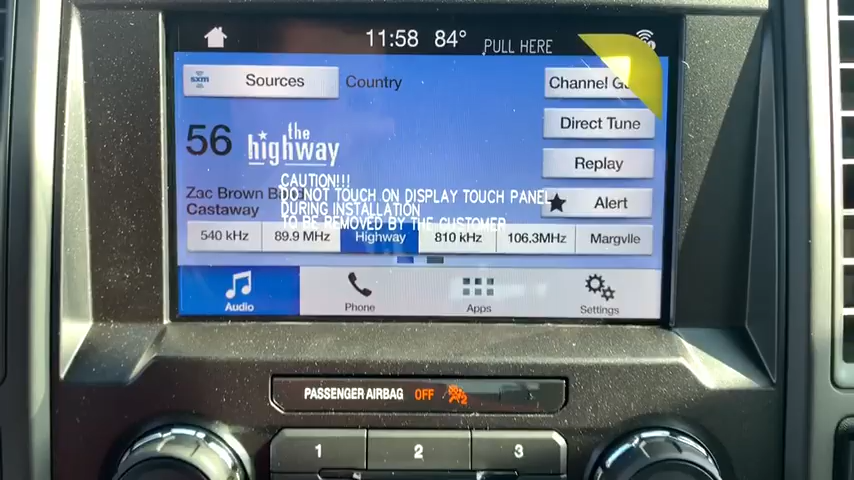 11:58 84° PULL HERE
sxm Sources Country Channel
Direct Tune
56 the highway
Replay
CAUTION!!!
DO NOT TOUCH ON DISPLAY TOUCH PANEL
DURING INSTALLATION
TO BE REMOVED BY THE CUSTOMER
Zac Brown
Castaway
Alert
540 kHz 89.9 MHz Highway 810 kHz 106.3MHz Margvlle
Audio Phone Apps Settings
PASSENGER AIRBAG OFF 2
1 2 3